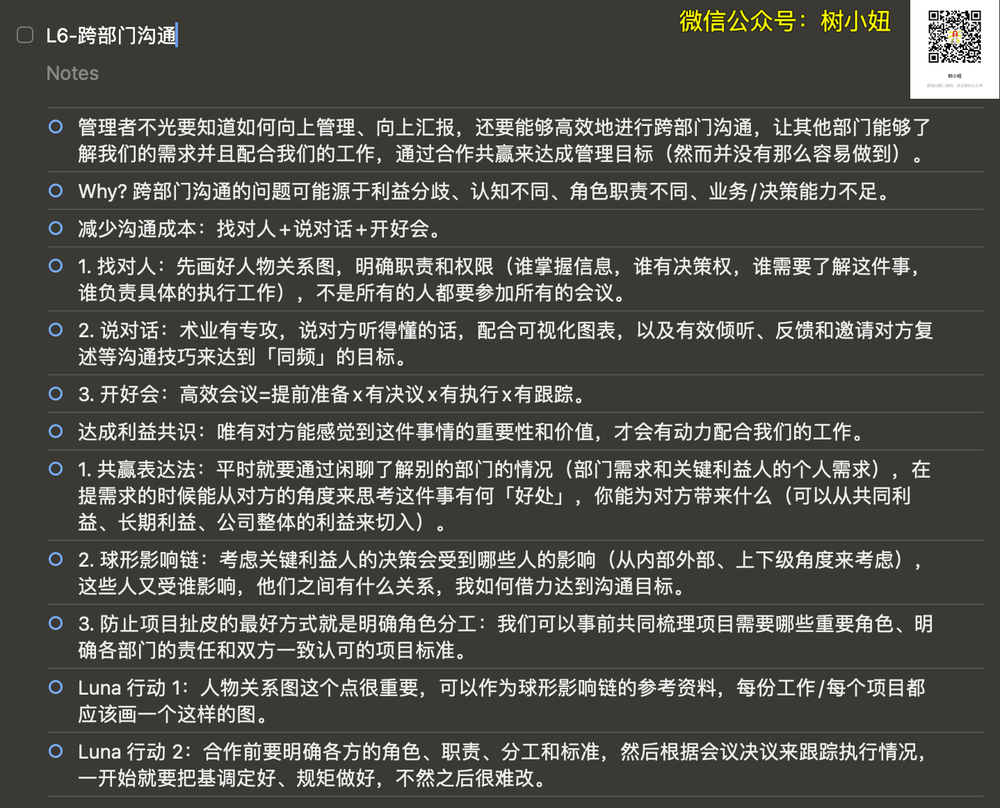 微信公众号：树小妞
树小妞
L6-跨部门沟通
Notes
管理者不光要知道如何向上管理、向上汇报，还要能够高效地进行跨部门沟通，让其他部门能够了
解我们的需求并且配合我们的工作，通过合作共赢来达成管理目标（然而并没有那么容易做到）。
Why? 跨部门沟通的问题可能源于利益分歧、认知不同、角色职责不同、业务/决策能力不足。
减少沟通成本：找对人+说对话+开好会。
1. 找对人：先画好人物关系图，明确职责和权限（谁掌握信息，谁有决策权，谁需要了解这件事，
谁负责具体的执行工作），不是所有的人都要参加所有的会议。
2. 说对话：术业有专攻，说对方听得懂的话，配合可视化图表，以及有效倾听、反馈和邀请对方复
述等沟通技巧来达到「同频」的目标。
3. 开好会：高效会议=提前准备x有决议x有执行x有跟踪。
达成利益共识：唯有对方能感觉到这件事情的重要性和价值，才会有动力配合我们的工作。
1. 共赢表达法：平时就要通过闲聊了解别的部门的情况（部门需求和关键利益人的个人需求），在
提需求的时候能从对方的角度来思考这件事有何「好处」，你能为对方带来什么（可以从共同利
益、长期利益、公司整体的利益来切入）。
2. 球形影响链：考虑关键利益人的决策会受到哪些人的影响（从内部外部、上下级角度来考虑），
这些人又受谁影响，他们之间有什么关系，我如何借力达到沟通目标。
3. 防止项目扯皮的最好方式就是明确角色分工：我们可以事前共同梳理项目需要哪些重要角色、明
确各部门的责任和双方一致认可的项目标准。
Luna 行动 1：人物关系图这个点很重要，可以作为球形影响链的参考资料，每份工作/每个项目都
应该画一个这样的图。
Luna 行动 2：合作前要明确各方的角色、职责、分工和标准，然后根据会议决议来跟踪执行情况，
一开始就要把基调定好、规矩做好，不然之后很难改。